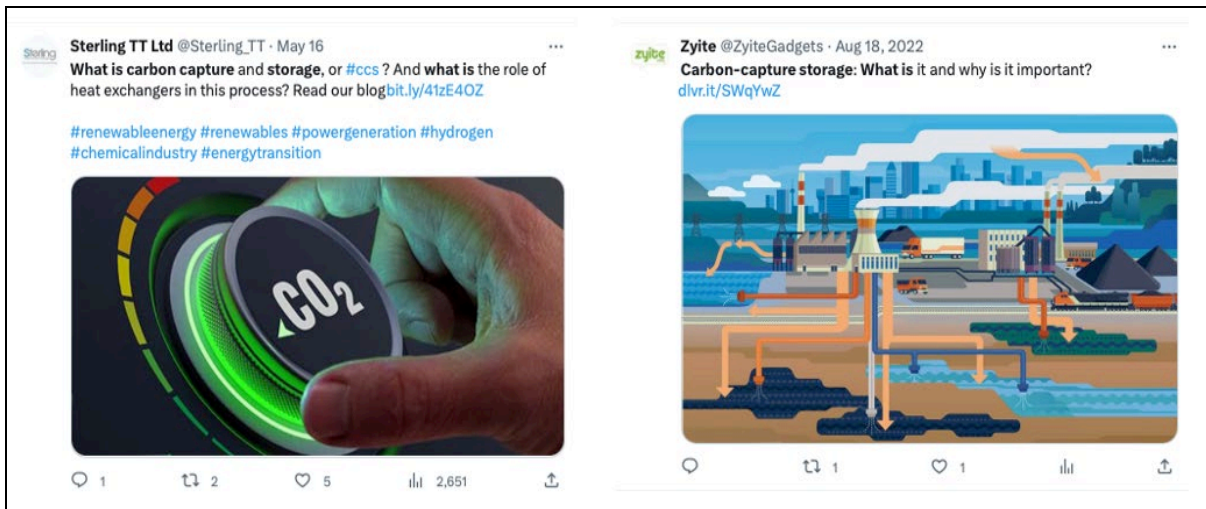 Sterling
Sterling TT Ltd @Sterling_TT · May 16
What is carbon capture and storage, or #ccs ? And what is the role of
heat exchangers in this process? Read our blogbit.ly/41zE4OZ
#renewableenergy #renewables #powergeneration #hydrogen
#chemicalindustry #energytransition
CO2
1 2 5 2,651
zyite
Zyite @ZyiteGadgets · Aug 18, 2022
Carbon-capture storage: What is it and why is it important?
dlvr.it/SWqYwZ
1 1